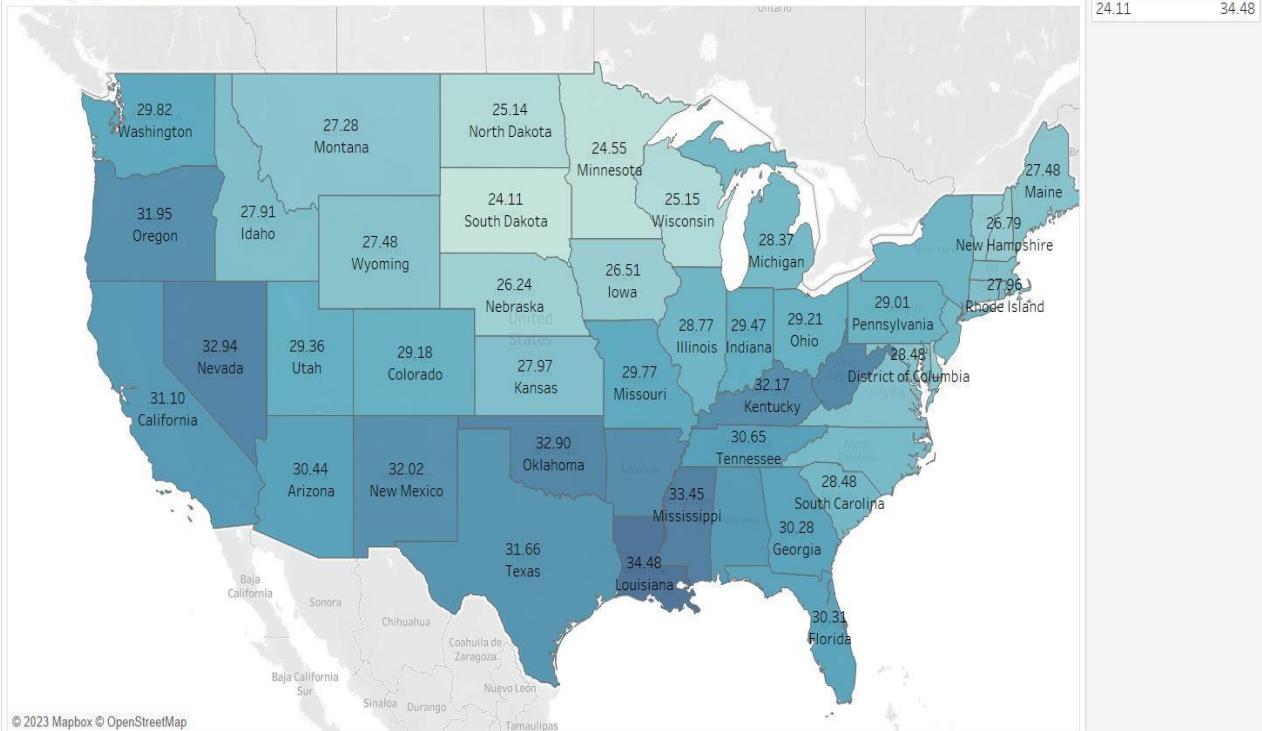 Ontario
24.11 34.48
29.82
Washington
27.28
Montana
25.14
North Dakota
24.55
Minnesota
31.95
Oregon
27.91
Idaho
27.48
Wyoming
24.11
South Dakota
25.15
Wisconsin
28.37
Michigan
27.48
Maine
26.79
New Hampshire
26.24
Nebraska
26.51
Iowa
United
States
27.96
Rhode Island
29.01
Pennsylvania
28.77
Illinois
29.47
Indiana
29.21
Ohio
28.48
District of Columbia
32.94
Nevada
29.36
Utah
29.18
Colorado
27.97
Kansas
29.77
Missouri
32.17
Kentucky
31.10
California
30.44
Arizona
32.02
New Mexico
32.90
Oklahoma
Arkansas
30.65
Tennessee
North
Carolina
33.45
Mississippi
28.48
South Carolina
30.28
Georgia
31.66
Texas
34.48
Louisiana
30.31
Florida
Baja
California
Sonora
Chihuahua
Coahuila de
Zaragoza
Baja California
Sur
Sinaloa
Durango
Nuevo León
Tamaulipas
© 2023 Mapbox © OpenStreetMap